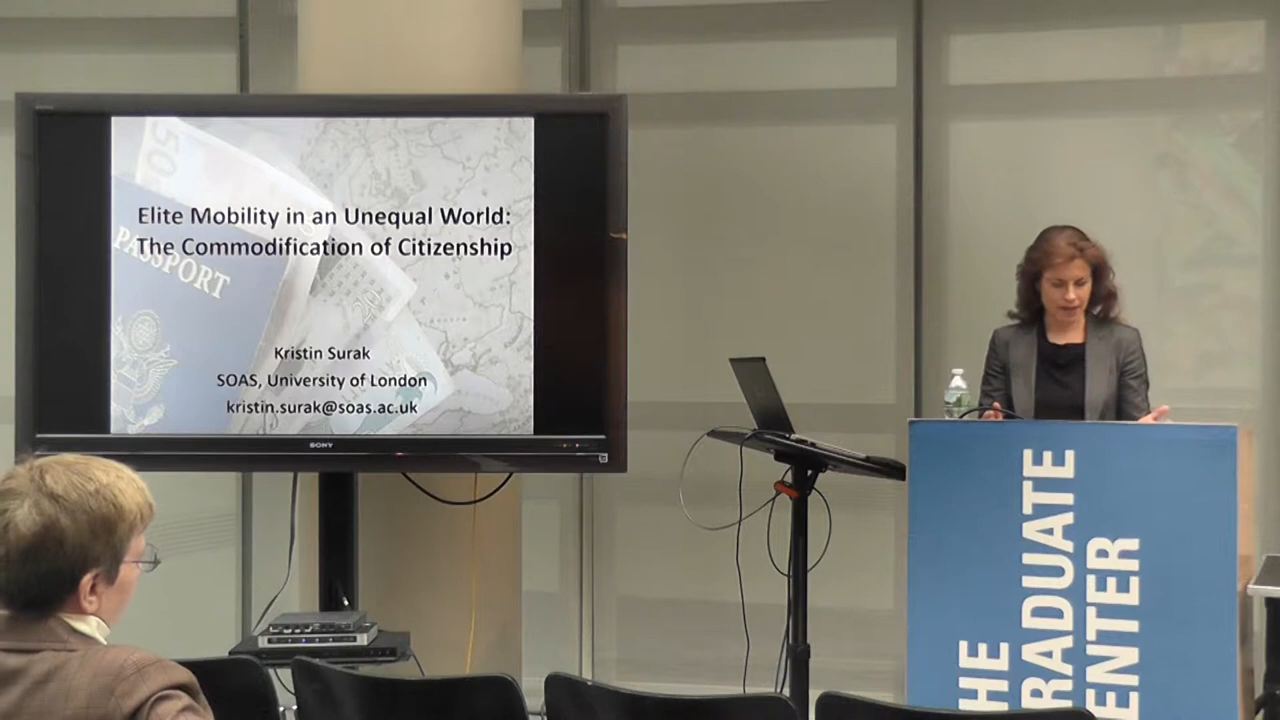 Elite Mobility in an Unequal World:
The Commodification of Citizenship
PASSPORT
Kristin Surak
SOAS, University of London
kristin.surak@soas.ac.uk
SONY
THE
GRADUATE
CENTER